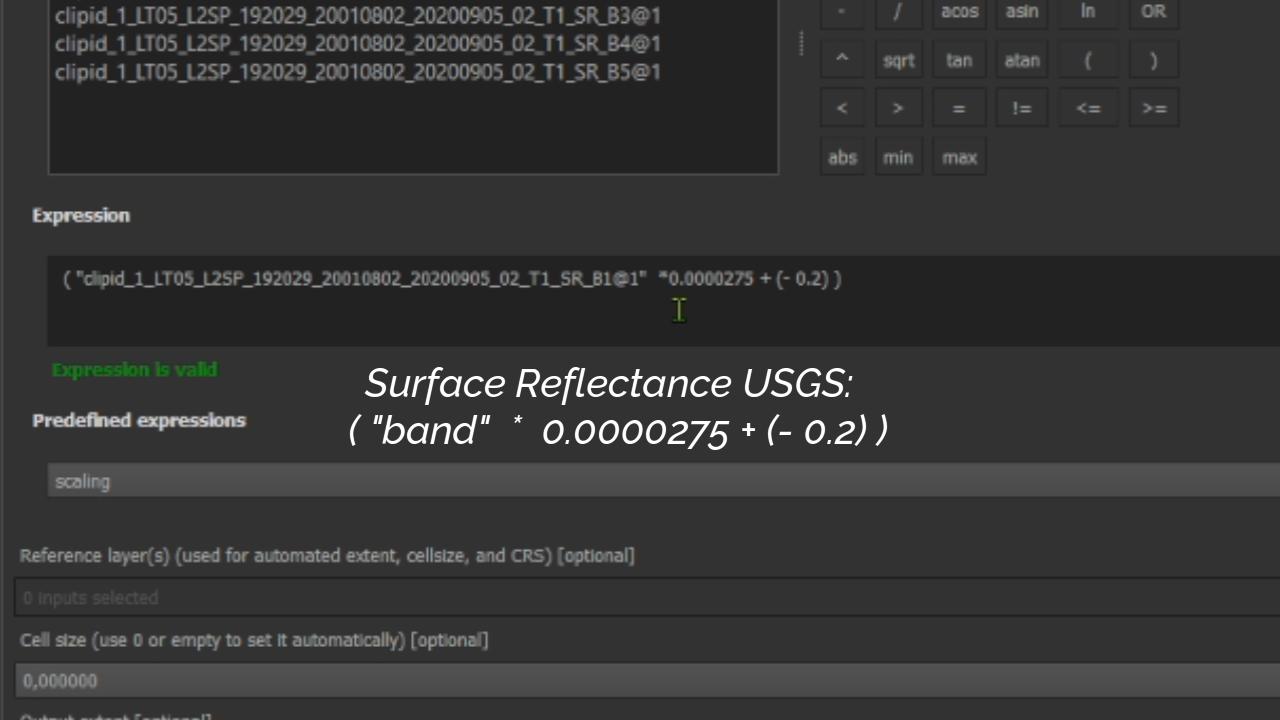 clipid_1_LT05_L2SP_192029_20010802_20200905_02_T1_SR_B3@1
clipid_1_LT05_L2SP_192029_20010802_20200905_02_T1_SR_B4@1
clipid_1_LT05_L2SP_192029_20010802_20200905_02_T1_SR_B5@1
- / acos asin ln OR
^ sqrt tan atan ( )
< > = != <= >=
abs min max
Expression
( "clipid_1_LT05_L2SP_192029_20010802_20200905_02_T1_SR_B1@1" *0.0000275 + (- 0.2) )
Expression is valid
Surface Reflectance USGS:
( "band" * 0.0000275 + (- 0.2) )
Predefined expressions
scaling
Reference layer(s) (used for automated extent, cellsize, and CRS) [optional]
0 inputs selected
Cell size (use 0 or empty to set it automatically) [optional]
0,000000
Output extent [optional]